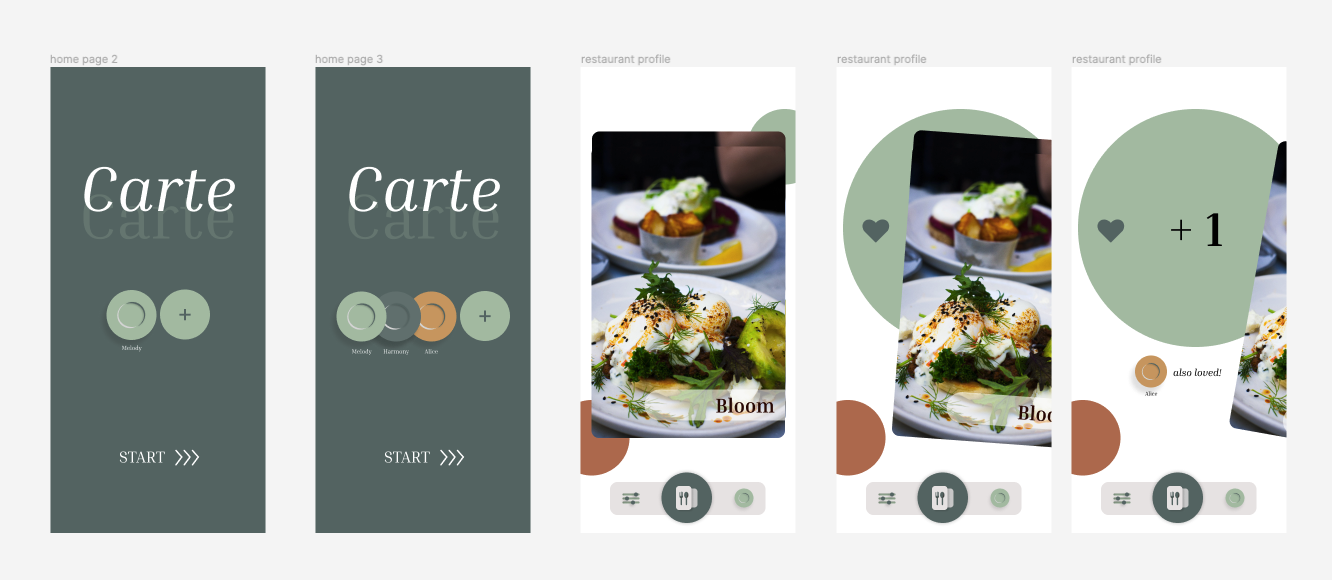 home page 2
Carte
Carte
+
Melody
START
home page 3
Carte
Carte
+
Melody Harmony Alice
START
restaurant profile
Bloom
restaurant profile
Bloo
restaurant profile
+ 1
also loved!
Alice